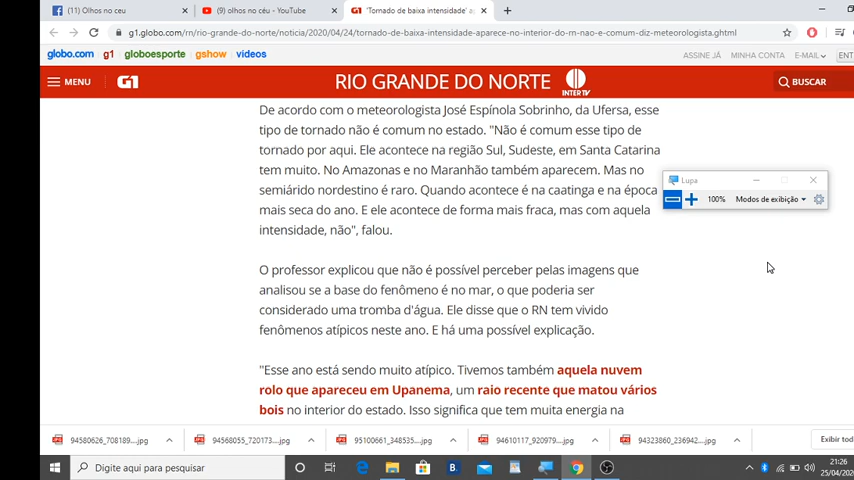 (11) Olhos no ceu
(9) olhos no céu - YouTube
'Tornado de baixa intensidade' a
g1.globo.com/rn/rio-grande-do-norte/noticia/2020/04/24/tornado-de-baixa-intensidade-aparece-no-interior-do-rn-nao-e-comum-diz-meteorologista.ghtml
globo.com g1 globoesporte gshow videos
ASSINE JÁ MINHA CONTA E-MAIL ENT
MENU G1 RIO GRANDE DO NORTE INTER TV BUSCAR
De acordo com o meteorologista José Espínola Sobrinho, da Ufersa, esse
tipo de tornado não é comum no estado. "Não é comum esse tipo de
tornado por aqui. Ele acontece na região Sul, Sudeste, em Santa Catarina
tem muito. No Amazonas e no Maranhão também aparecem. Mas no
semiárido nordestino é raro. Quando acontece é na caatinga e na época
mais seca do ano. E ele acontece de forma mais fraca, mas com aquela
intensidade, não", falou.
Lupa
100% Modos de exibição
O professor explicou que não é possível perceber pelas imagens que
analisou se a base do fenômeno é no mar, o que poderia ser
considerado uma tromba d'água. Ele disse que o RN tem vivido
fenômenos atípicos neste ano. E há uma possível explicação.
"Esse ano está sendo muito atípico. Tivemos também aquela nuvem
rolo que apareceu em Upanema, um raio recente que matou vários
bois no interior do estado. Isso significa que tem muita energia na
94580626_708189...jpg
94568055_720173...jpg
95100661_348535...jpg
94610117_920979...jpg
94323860_236942...jpg
Exibir tod
Digite aqui para pesquisar
21:26
25/04/2020